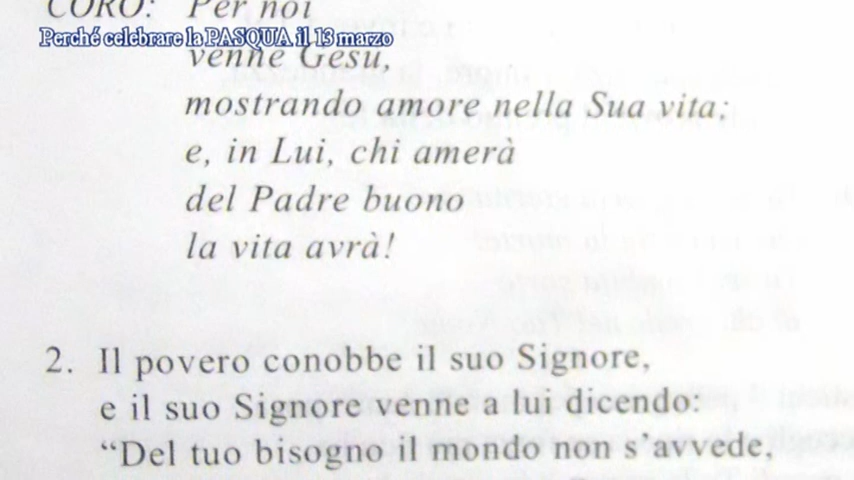 CORO: Per noi
Perché celebrare la PASQUA il 13 marzo
venne Gesu,
mostrando amore nella Sua vita;
e, in Lui, chi amerà
del Padre buono
la vita avrà!
2. Il povero conobbe il suo Signore,
e il suo Signore venne a lui dicendo:
“Del tuo bisogno il mondo non s’avvede,